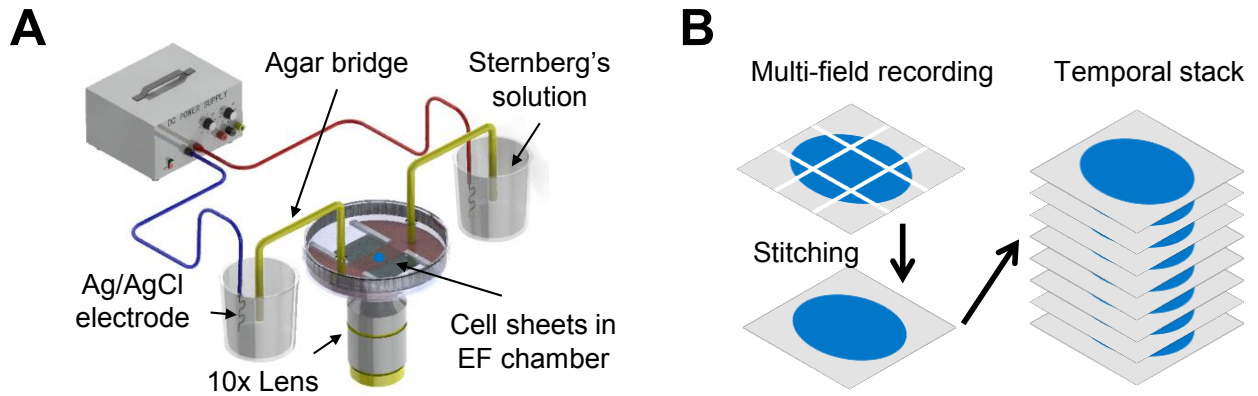 A
Agar bridge
Sternberg's
solution
DC POWER SUPPLY
Ag/AgCl
electrode
10x Lens
Cell sheets in
EF chamber
B
Multi-field recording
Temporal stack
Stitching